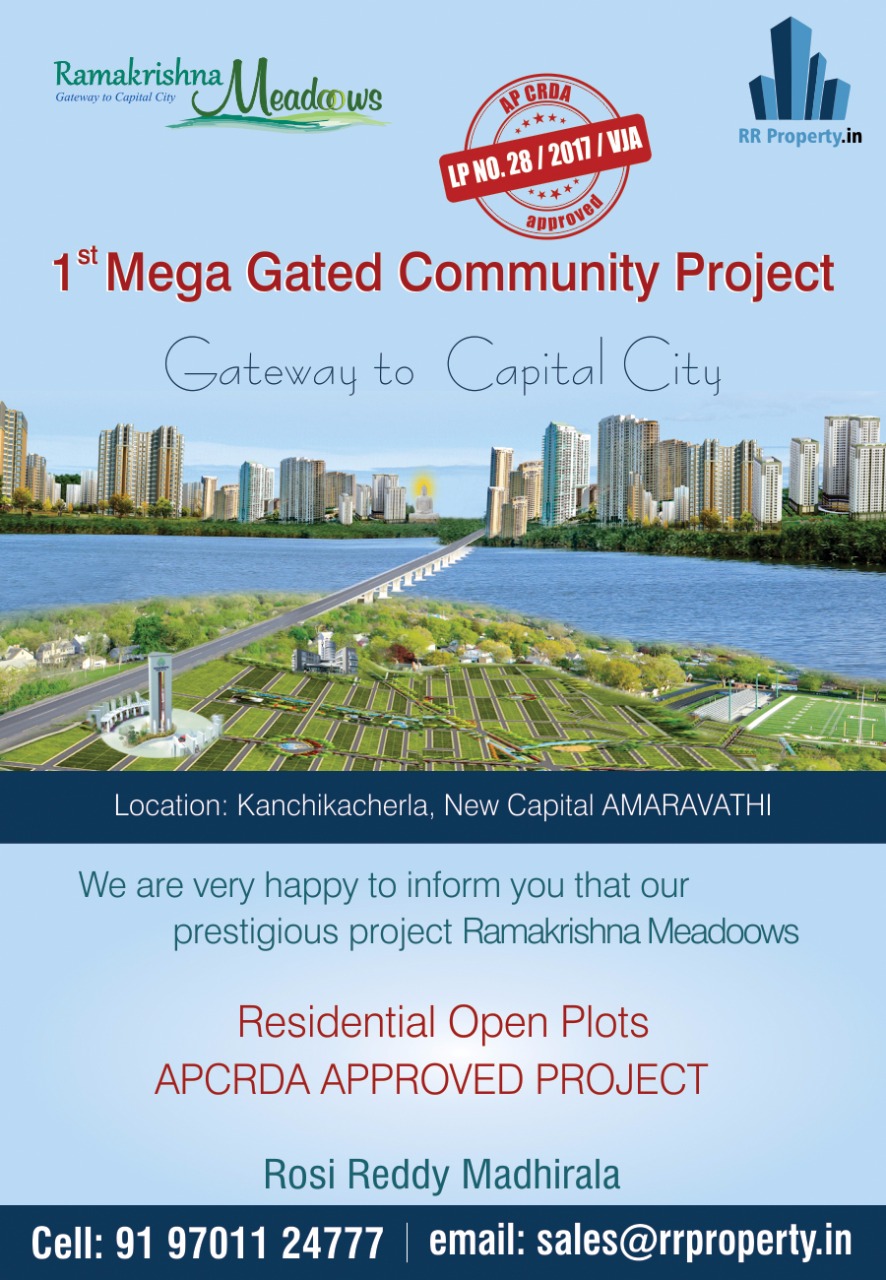 Ramakrishna Meadoows
Gateway to Capital City
AP CRDA
LP NO. 28 / 2017 / VJA
approved
RR Property.in
1st Mega Gated Community Project
Gateway to Capital City
Location: Kanchikacherla, New Capital AMARAVATHI
We are very happy to inform you that our
prestigious project Ramakrishna Meadoows
Residential Open Plots
APCRDA APPROVED PROJECT
Rosi Reddy Madhirala
Cell: 91 97011 24777 | email: sales@rrproperty.in